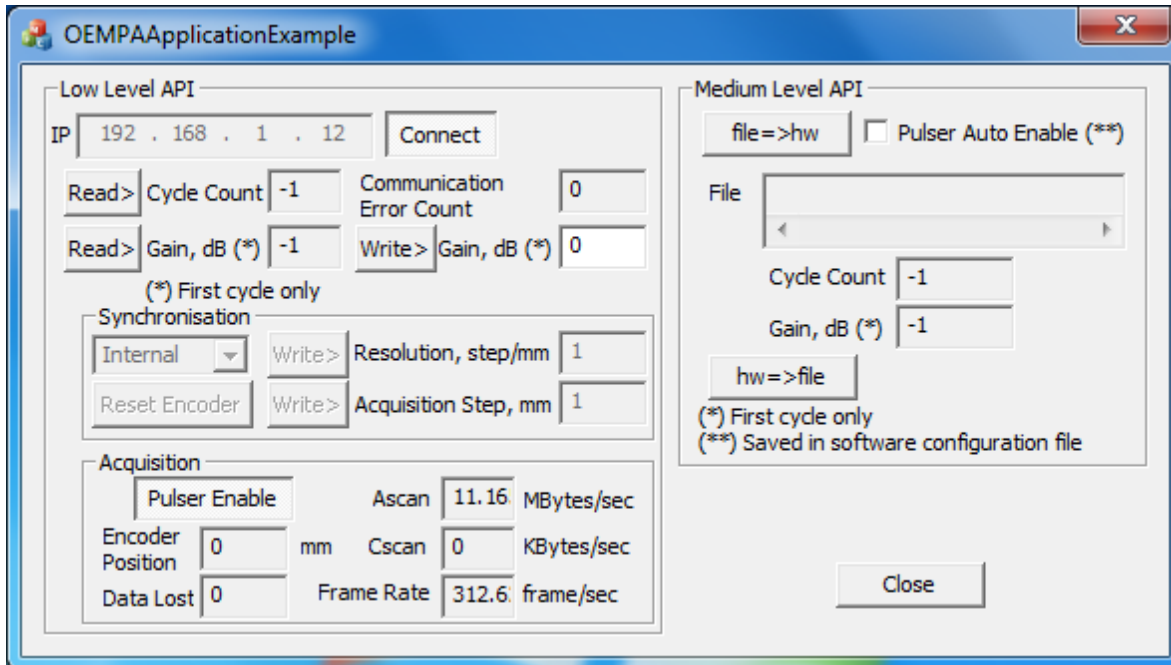 OEMPAApplicationExample
Low Level API
IP 192 . 168 . 1 . 12 Connect
Read> Cycle Count -1 Communication Error Count 0
Read> Gain, dB (*) -1 Write> Gain, dB (*) 0
(*) First cycle only
Synchronisation
Internal Write> Resolution, step/mm 1
Reset Encoder Write> Acquisition Step, mm 1
Acquisition
Pulser Enable Ascan 11.16 MBytes/sec
Encoder Position 0 mm Cscan 0 KBytes/sec
Data Lost 0 Frame Rate 312.6 frame/sec
Medium Level API
file=>hw Pulser Auto Enable (**)
File
Cycle Count -1
Gain, dB (*) -1
hw=>file
(*) First cycle only
(**) Saved in software configuration file
Close